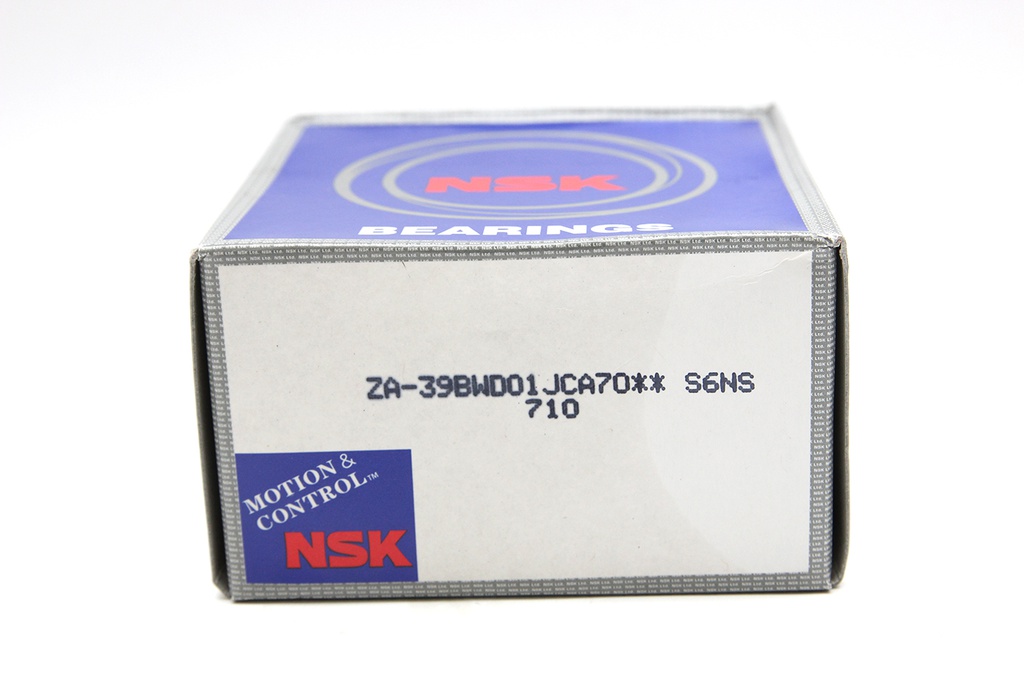 NSK
BEARINGS
ZA-39BWD01JCA70** S6NS
710
MOTION &
CONTROL™
NSK